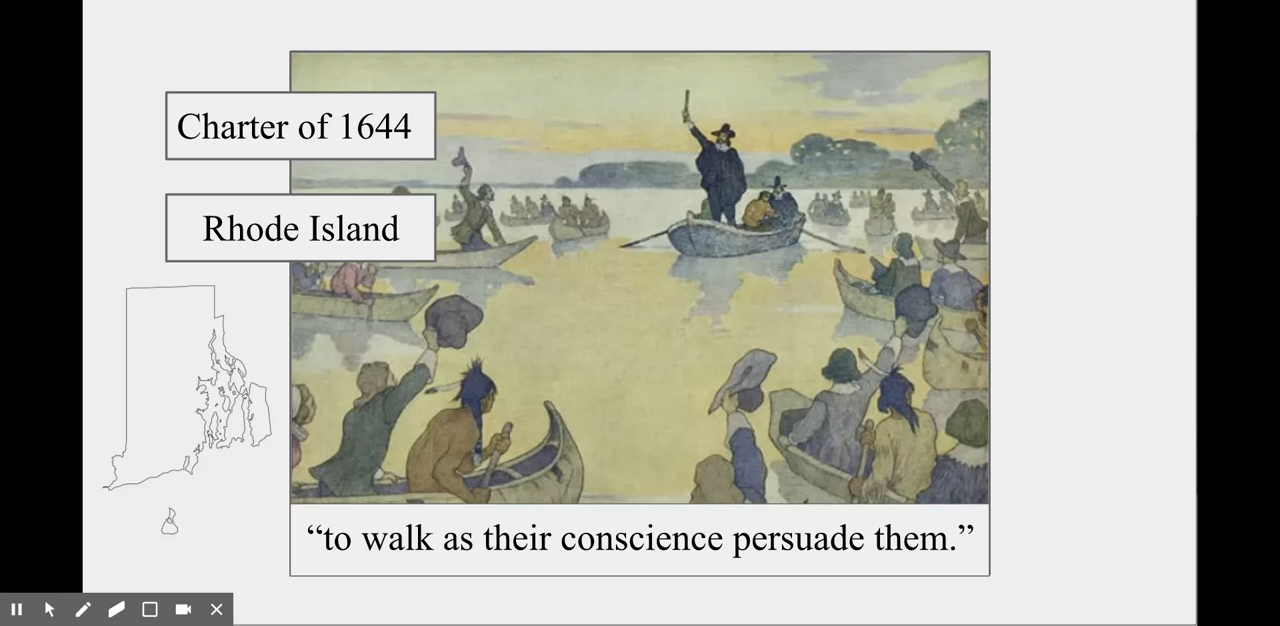 Charter of 1644
Rhode Island
“to walk as their conscience persuade them.”